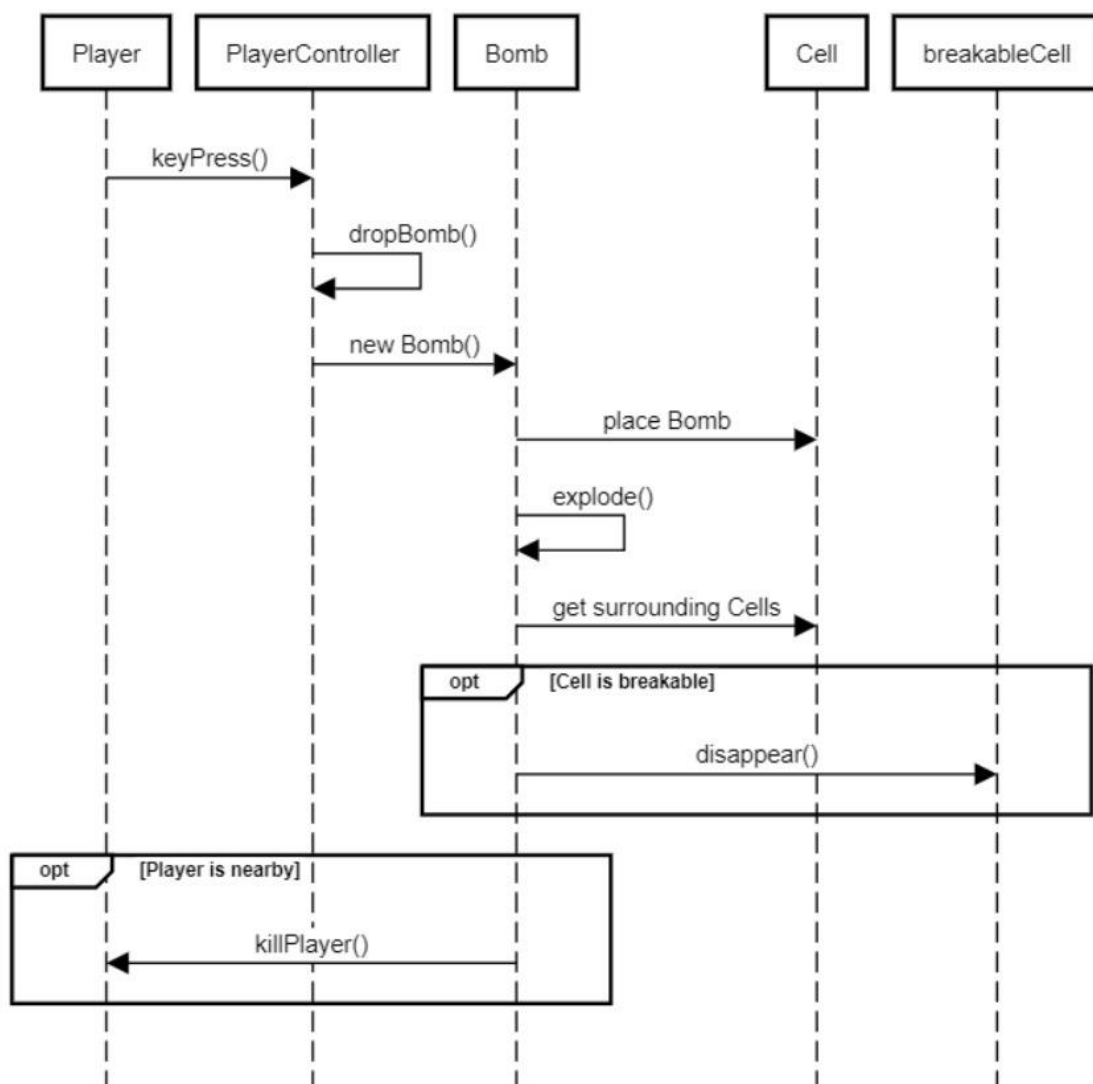 Player
PlayerController
Bomb
Cell
breakableCell
keyPress()
dropBomb()
new Bomb()
place Bomb
explode()
get surrounding Cells
opt
[Cell is breakable]
disappear()
opt
[Player is nearby]
killPlayer()